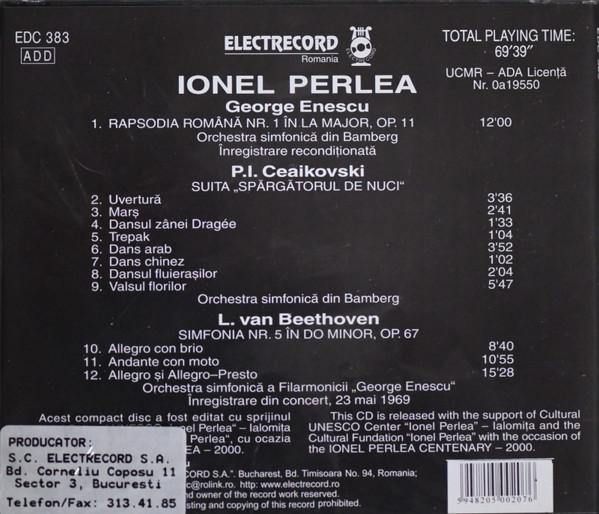 EDC 383
ADD
ELECTRECORD
Romania
ELECTRECORD
TOTAL PLAYING TIME:
69'39"
UCMR – ADA Licenţă
Nr. 0a19550
IONEL PERLEA
George Enescu
1. RAPSODIA ROMÂNĂ NR. 1 ÎN LA MAJOR, OP. 11 12'00
Orchestra simfonică din Bamberg
Înregistrare recondiţionată
P.I. Ceaikovski
SUITA „SPĂRGĂTORUL DE NUCI"
2. Uvertură 3'36
3. Marş 2'41
4. Dansul zânei Dragée 1'33
5. Trepak 1'04
6. Dans arab 3'52
7. Dans chinez 1'02
8. Dansul fluieraşilor 2'04
9. Valsul florilor 5'47
Orchestra simfonică din Bamberg
L. van Beethoven
SIMFONIA NR. 5 ÎN DO MINOR, OP. 67
10. Allegro con brio 8'40
11. Andante con moto 10'55
12. Allegro şi Allegro–Presto 15'28
Orchestra simfonică a Filarmonicii „George Enescu"
Înregistrare din concert, 23 mai 1969
Acest compact disc a fost editat cu sprijinul
"Ionel Perlea" – Ialomiţa
Perlea", cu ocazia
– 2000.
This CD is released with the support of Cultural
UNESCO Center "Ionel Perlea" – Ialomiţa and the
Cultural Fundation "Ionel Perlea" with the occasion of
the IONEL PERLEA CENTENARY - 2000.
PRODUCATOR:
S.C. ELECTRECORD S.A.
Bd. Corneliu Coposu 11
Sector 3, Bucuresti
Telefon/Fax: 313.41.85
RECORD S.A.". Bucharest, Bd. Timisoara No. 94, Romania;
@rolink.ro, http: www.electrecord.ro
and owner of the work reserved.
sting and copying of this record prohibited.
5948205002076